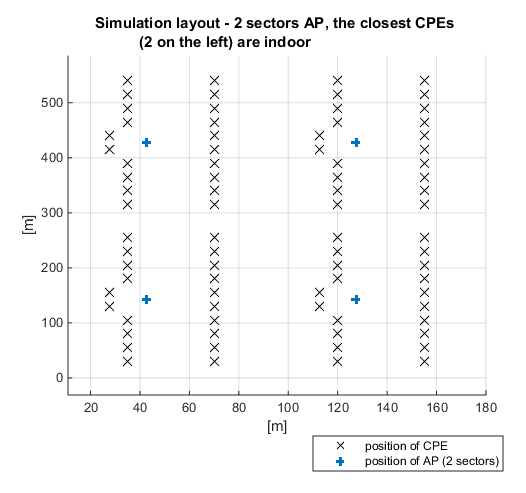 Simulation layout - 2 sectors AP, the closest CPEs
(2 on the left) are indoor
500
400
300
200
100
0
[m]
20 40 60 80 100 120 140 160 180
[m]
position of CPE
position of AP (2 sectors)